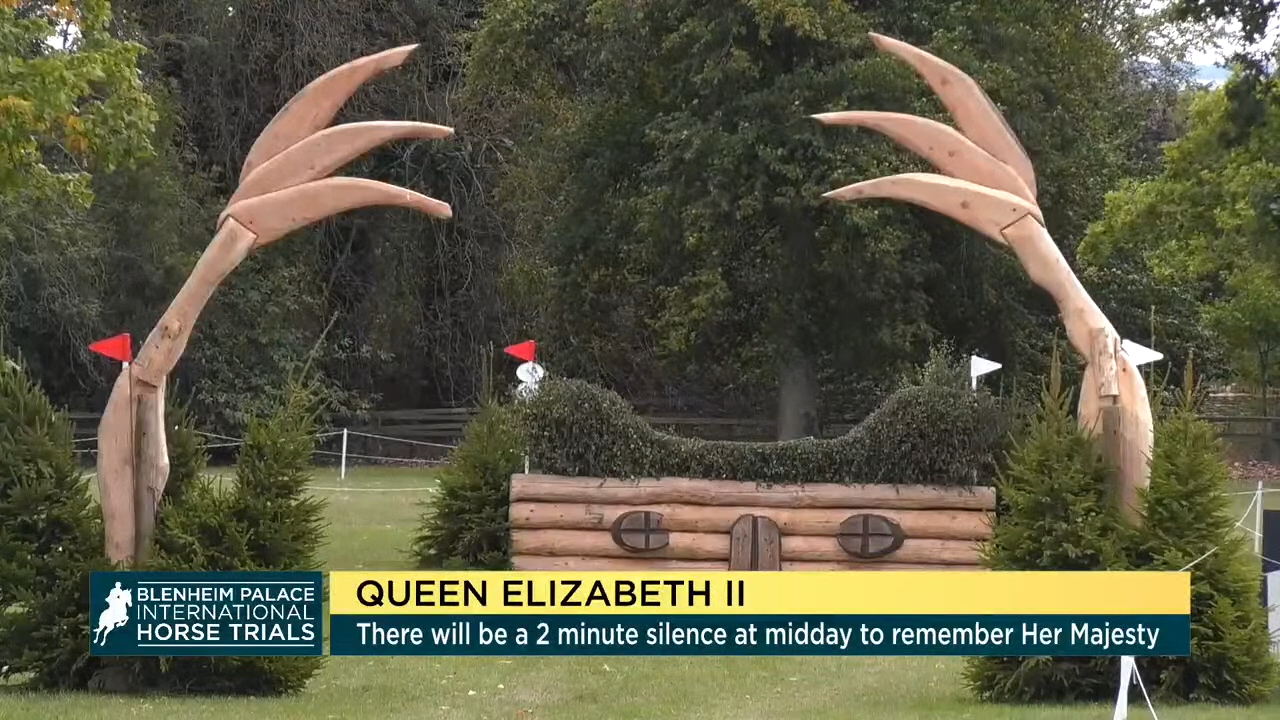 BLENHEIM PALACE
INTERNATIONAL
HORSE TRIALS
QUEEN ELIZABETH II
There will be a 2 minute silence at midday to remember Her Majesty